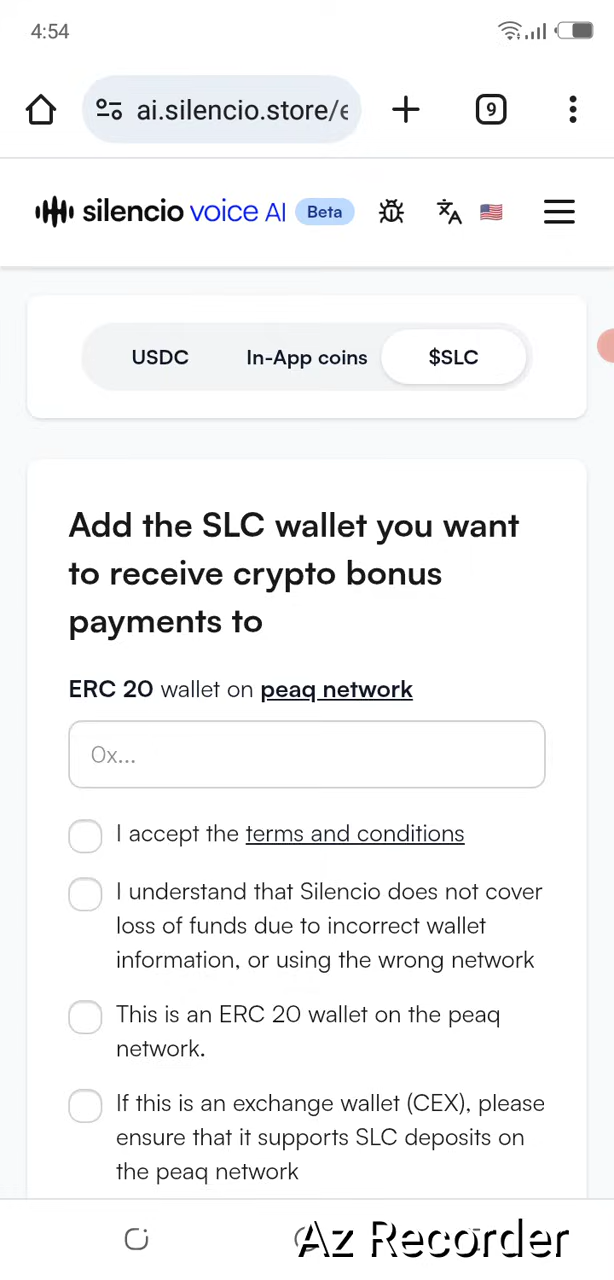 4:54
ai.silencio.store/e
9
silencio voice AI Beta
USDC In-App coins $SLC
Add the SLC wallet you want
to receive crypto bonus
payments to
ERC 20 wallet on peaq network
0x...
I accept the terms and conditions
I understand that Silencio does not cover
loss of funds due to incorrect wallet
information, or using the wrong network
This is an ERC 20 wallet on the peaq
network.
If this is an exchange wallet (CEX), please
ensure that it supports SLC deposits on
the peaq network
Az Recorder